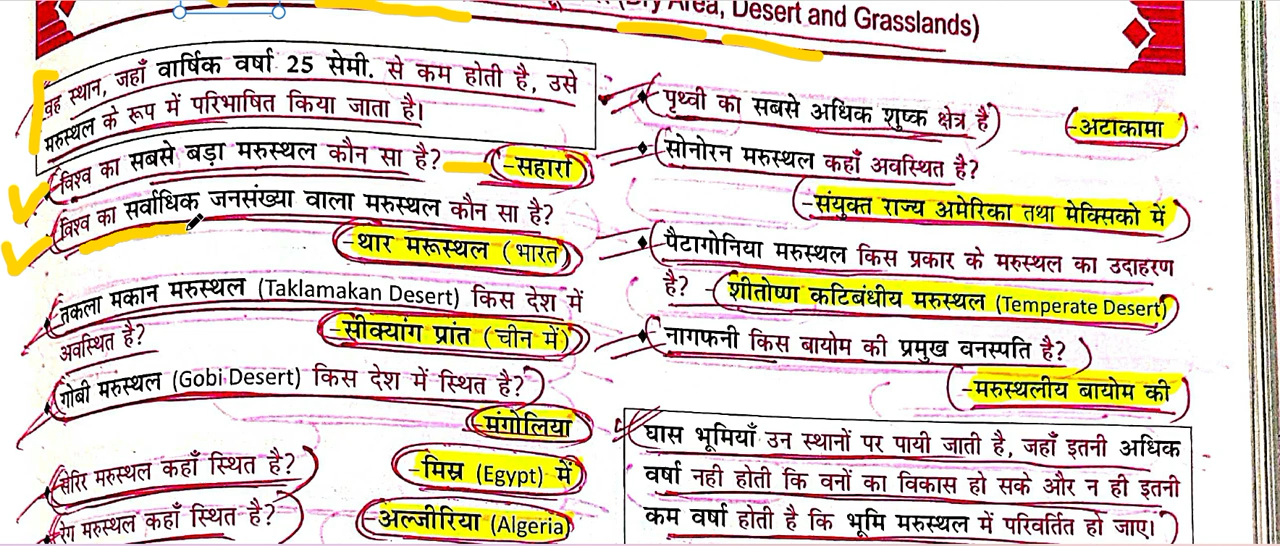 (Dry Area, Desert and Grasslands)
वह स्थान, जहाँ वार्षिक वर्षा 25 सेमी. से कम होती है, उसे
मरुस्थल के रूप में परिभाषित किया जाता है।
विश्व का सबसे बड़ा मरुस्थल कौन सा है? -सहारा
विश्व का सर्वाधिक जनसंख्या वाला मरुस्थल कौन सा है?
-थार मरूस्थल (भारत)
तकला मकान मरुस्थल (Taklamakan Desert) किस देश में
अवस्थित है? -सीक्यांग प्रांत (चीन में)
गोबी मरुस्थल (Gobi Desert) किस देश में स्थित है?
-मंगोलिया
सेरिर मरुस्थल कहाँ स्थित है? -मिस्र (Egypt) में
रेग मरुस्थल कहाँ स्थित है? -अल्जीरिया (Algeria)
पृथ्वी का सबसे अधिक शुष्क क्षेत्र है -अटाकामा
सोनोरन मरुस्थल कहाँ अवस्थित है?
-संयुक्त राज्य अमेरिका तथा मेक्सिको में
पैटागोनिया मरुस्थल किस प्रकार के मरुस्थल का उदाहरण
है? -शीतोष्ण कटिबंधीय मरुस्थल (Temperate Desert)
नागफनी किस बायोम की प्रमुख वनस्पति है?
-मरुस्थलीय बायोम की
घास भूमियाँ उन स्थानों पर पायी जाती है, जहाँ इतनी अधिक
वर्षा नही होती कि वनों का विकास हो सके और न ही इतनी
कम वर्षा होती है कि भूमि मरुस्थल में परिवर्तित हो जाए।